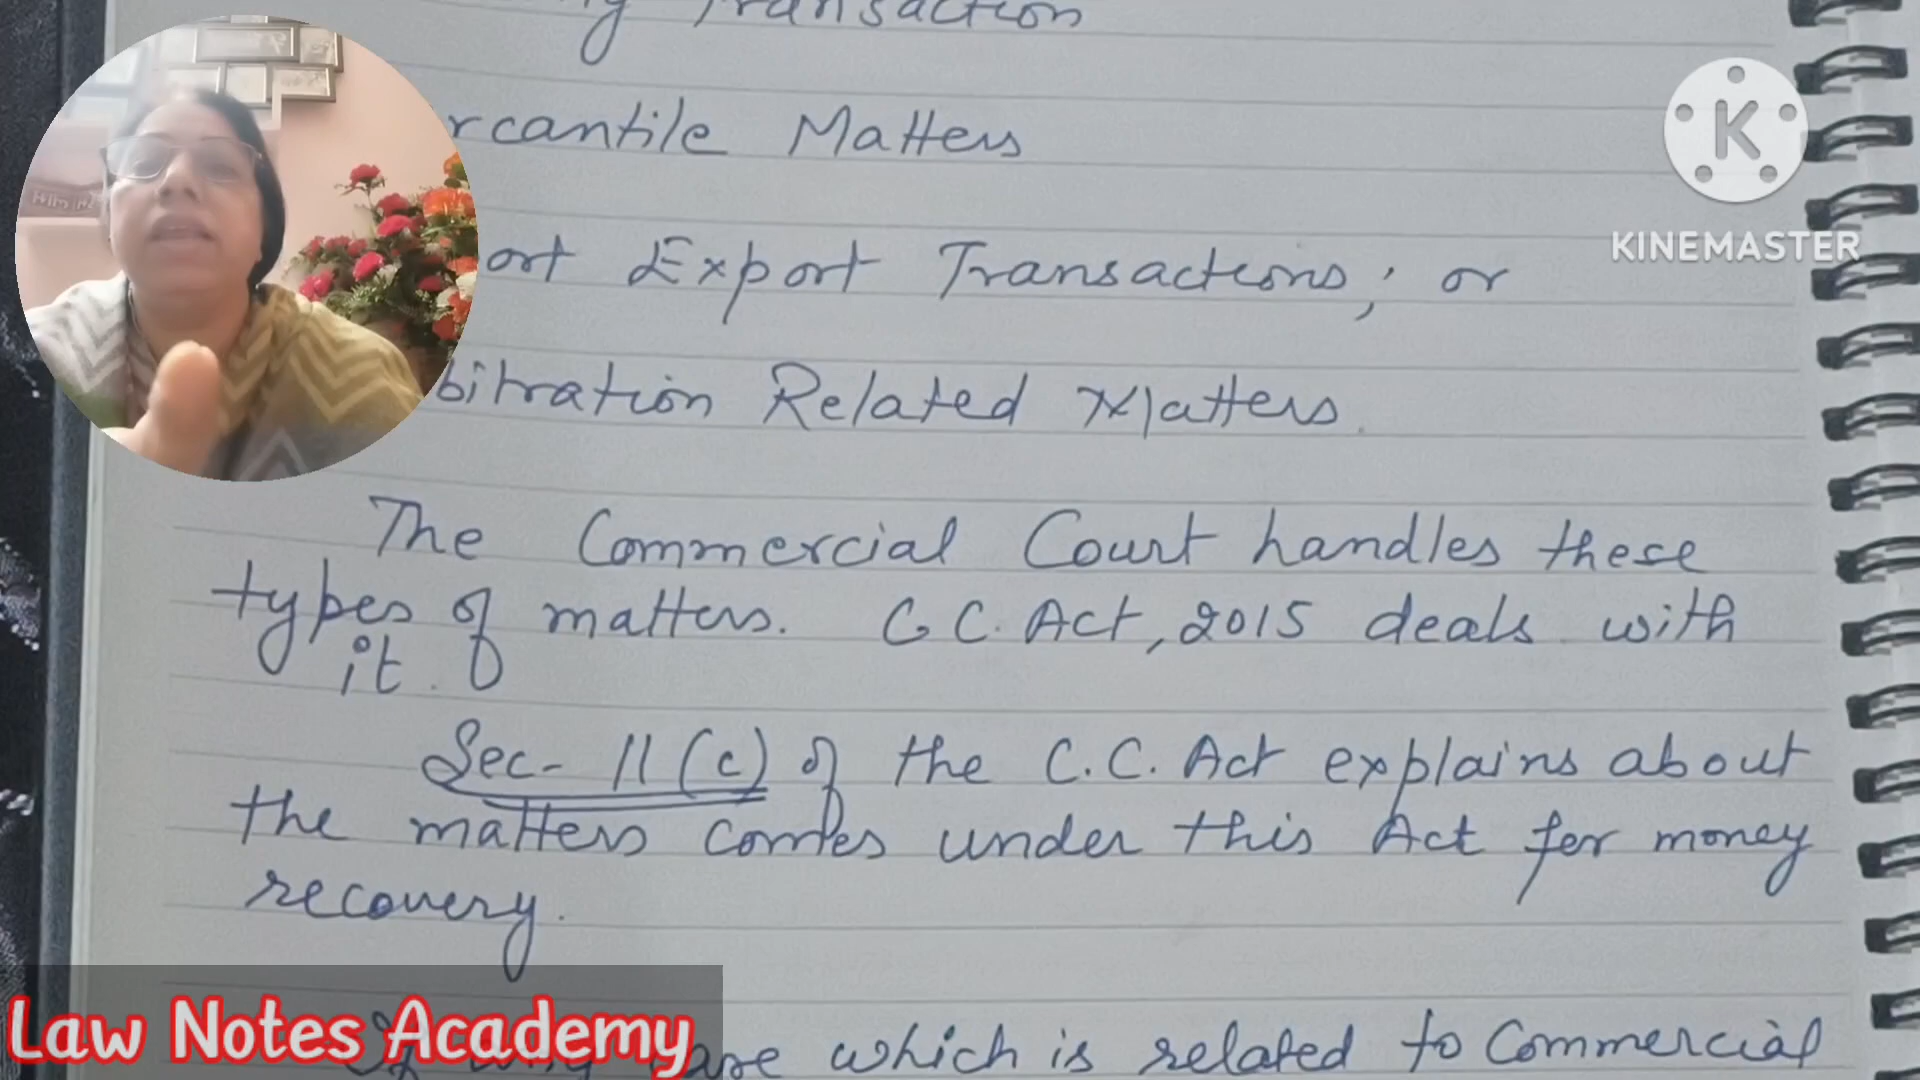 Transaction
rcantile Matters
ort Export Transactions; or
bitration Related Matters.
The Commercial Court handles these
types of matters. C C. Act, 2015 deals with
it.
Sec- 11 (c) of the C.C. Act explains about
the matters comes under this Act for money
recovery.
which is related to Commercial
K
KINEMASTER
Law Notes Academy